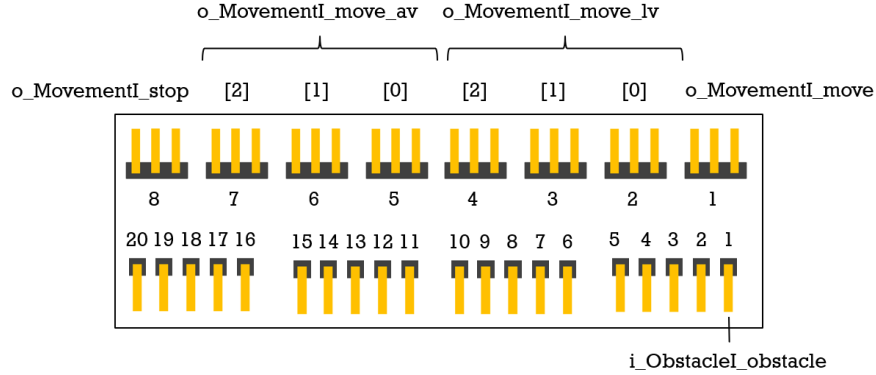 o_MovementI_move_av o_MovementI_move_lv
o_MovementI_stop [2] [1] [0] [2] [1] [0] o_MovementI_move
8 7 6 5 4 3 2 1
20 19 18 17 16 15 14 13 12 11 10 9 8 7 6 5 4 3 2 1
i_ObstacleI_obstacle